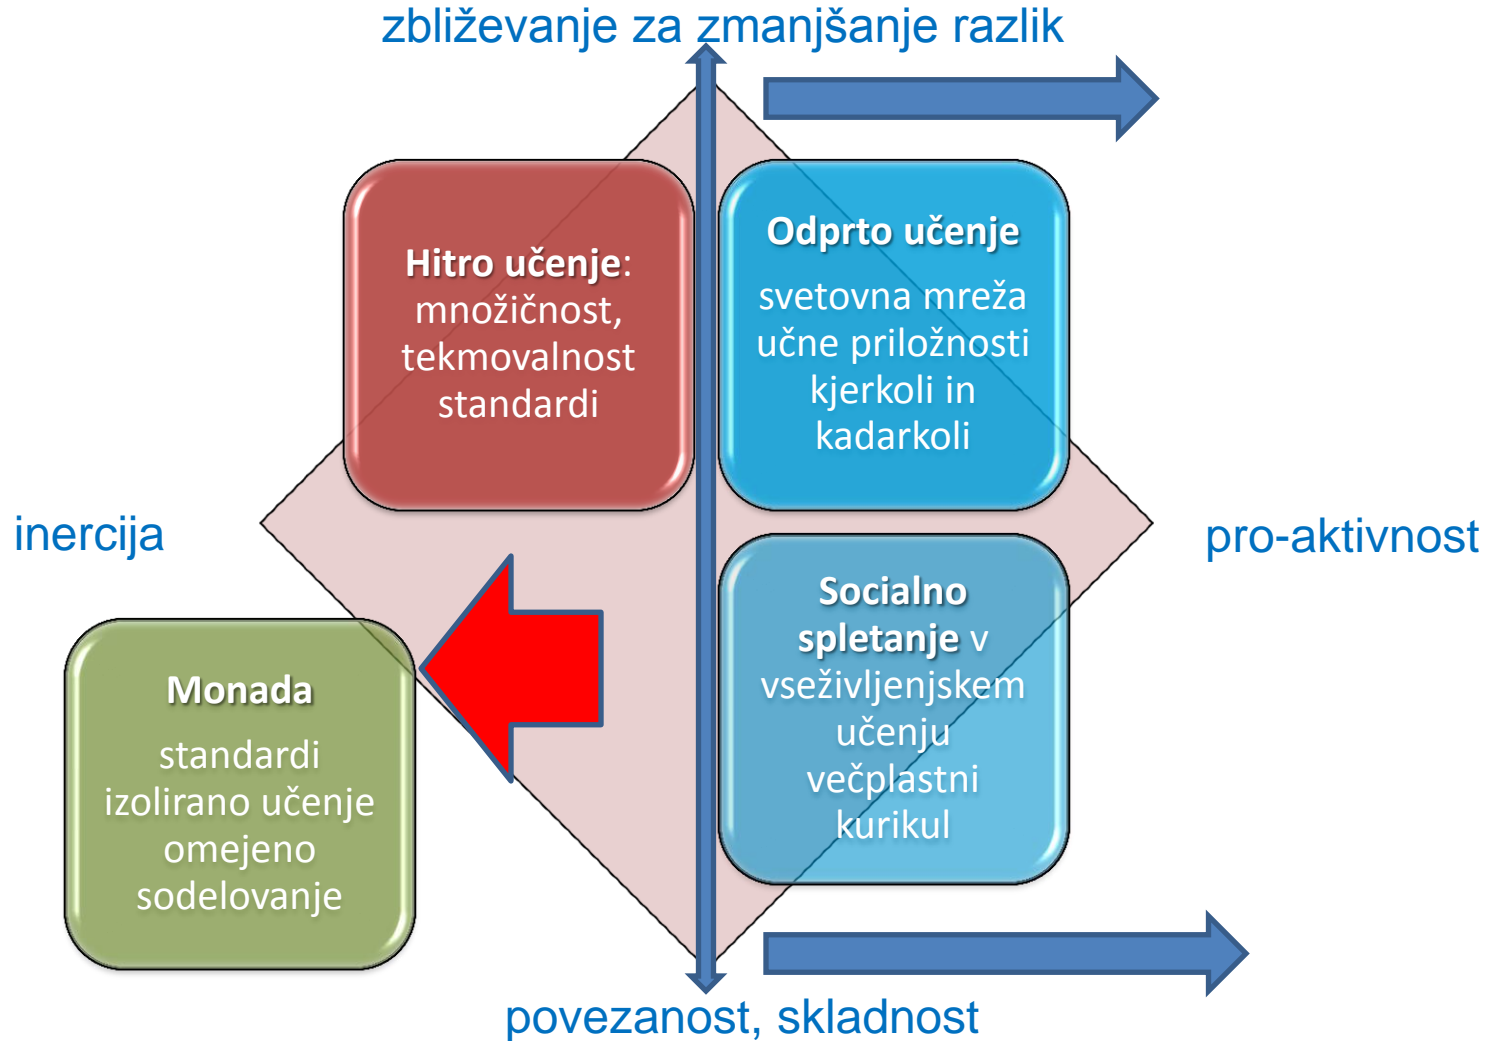 zbliževanje za zmanjšanje razlik
Hitro učenje:
množičnost,
tekmovalnost
standardi
Odprto učenje
svetovna mreža
učne priložnosti
kjerkoli in
kadarkoli
inercija
pro-aktivnost
Monada
standardi
izolirano učenje
omejeno
sodelovanje
Socialno
spletanje v
vseživljenjskem
učenju
večplastni
kurikul
povezanost, skladnost